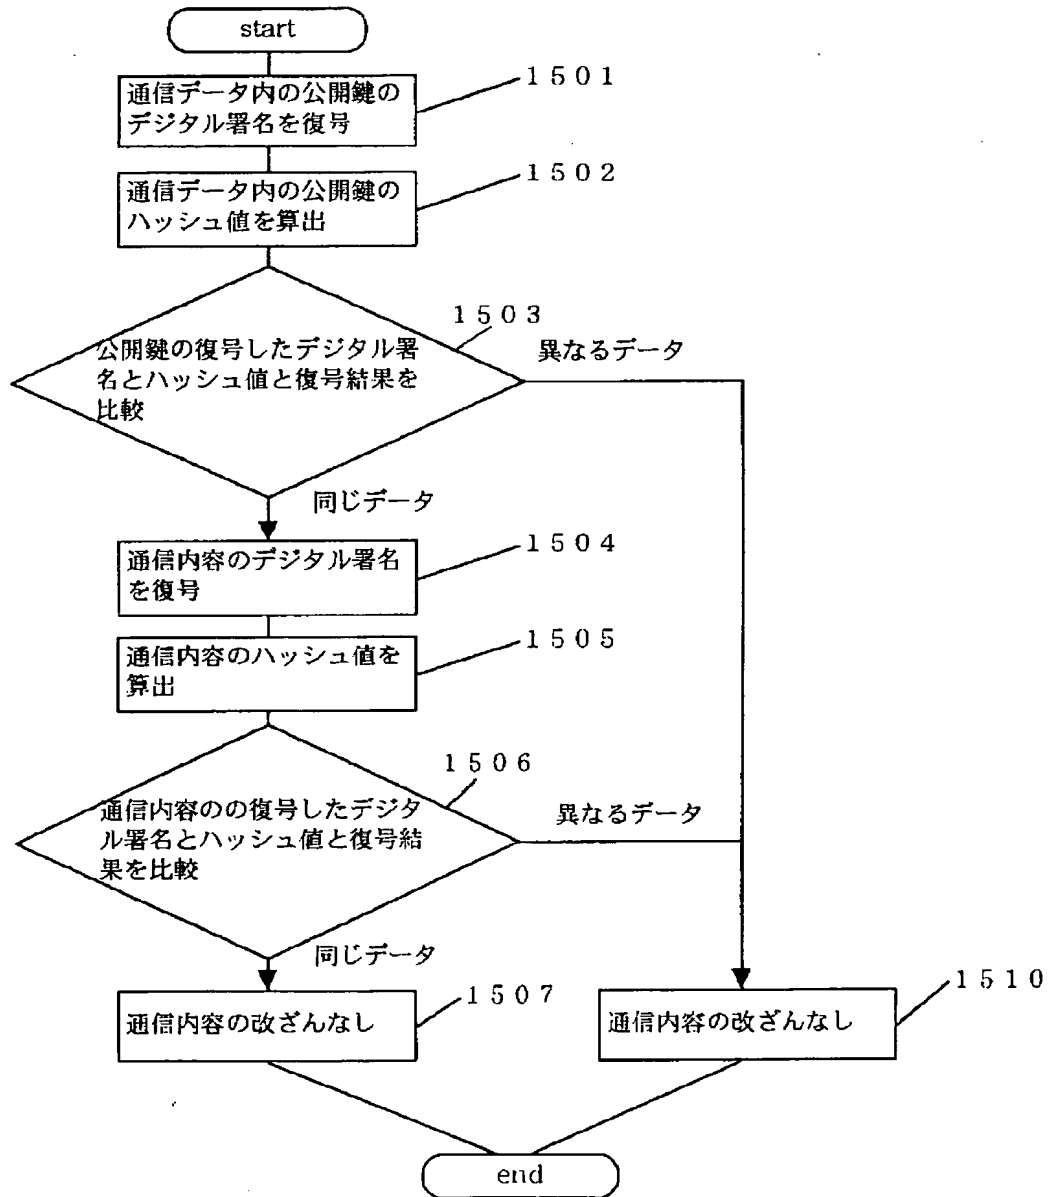 start
通信データ内の公開鍵の
デジタル署名を復号
１５０１
通信データ内の公開鍵の
ハッシュ値を算出
１５０２
１５０３
公開鍵の復号したデジタル署
名とハッシュ値と復号結果を
比較
異なるデータ
同じデータ
通信内容のデジタル署名
を復号
１５０４
通信内容のハッシュ値を
算出
１５０５
１５０６
通信内容のの復号したデジタ
ル署名とハッシュ値と復号結
果を比較
異なるデータ
同じデータ
通信内容の改ざんなし
１５０７
通信内容の改ざんなし
１５１０
end